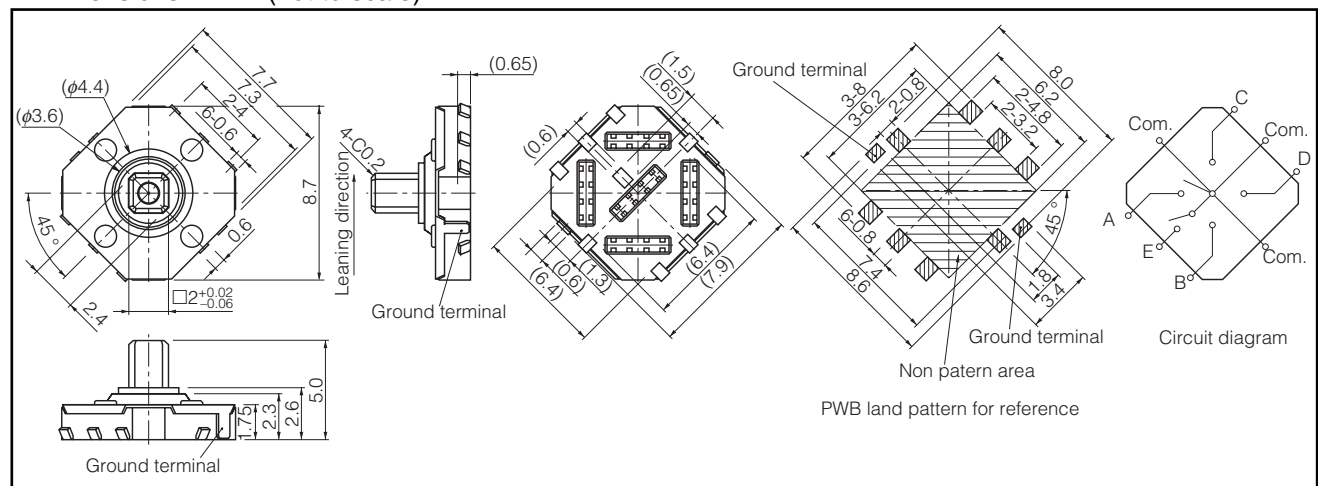 (φ4.4)
(φ3.6)
7.7
7.3
2-4
6-0.6
8.7
0.6
45°
2.4
□2+0.02 -0.06
5.0
2.6
2.3
1.75
Ground terminal
(0.65)
4-C0.2
Leaning direction
Ground terminal
(1.5)
(0.65)
(0.6)
(6.4)
(0.6)
(1.3)
(6.4)
(7.9)
Ground terminal
3.8
3-6.2
2-0.8
8.0
6.2
2-4.8
2-3.2
45°
6-0.8
7.4
8.6
1.8
3.4
Ground terminal
Non patern area
PWB land pattern for reference
C
Com.
Com.
D
A
E
B
Com.
Circuit diagram